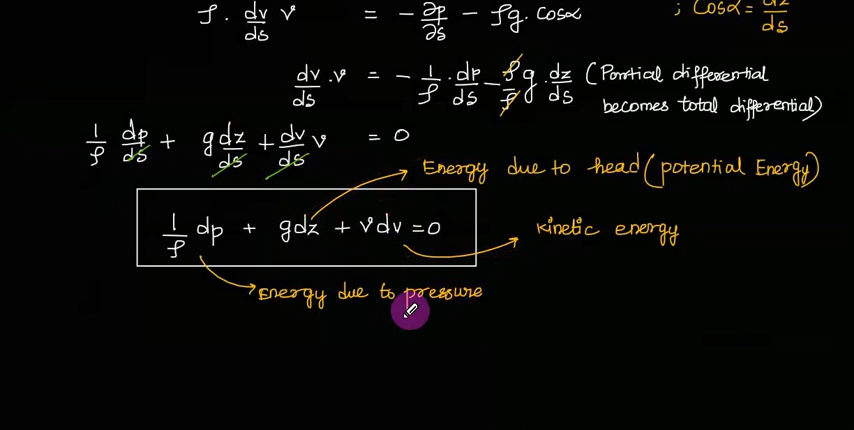 ρ. dv/ds v = - ∂p/∂s - ρg. cosα ; cosα = dz/ds
dv/ds .v = - 1/ρ . dp/ds - ρ/ρ g . dz/ds (Partial differential
becomes total differential)
1/ρ dp/ds + g dz/ds + dv/ds v = 0
Energy due to head (potential Energy)
1/ρ dp + gdz + vdv = 0
kinetic energy
Energy due to pressure